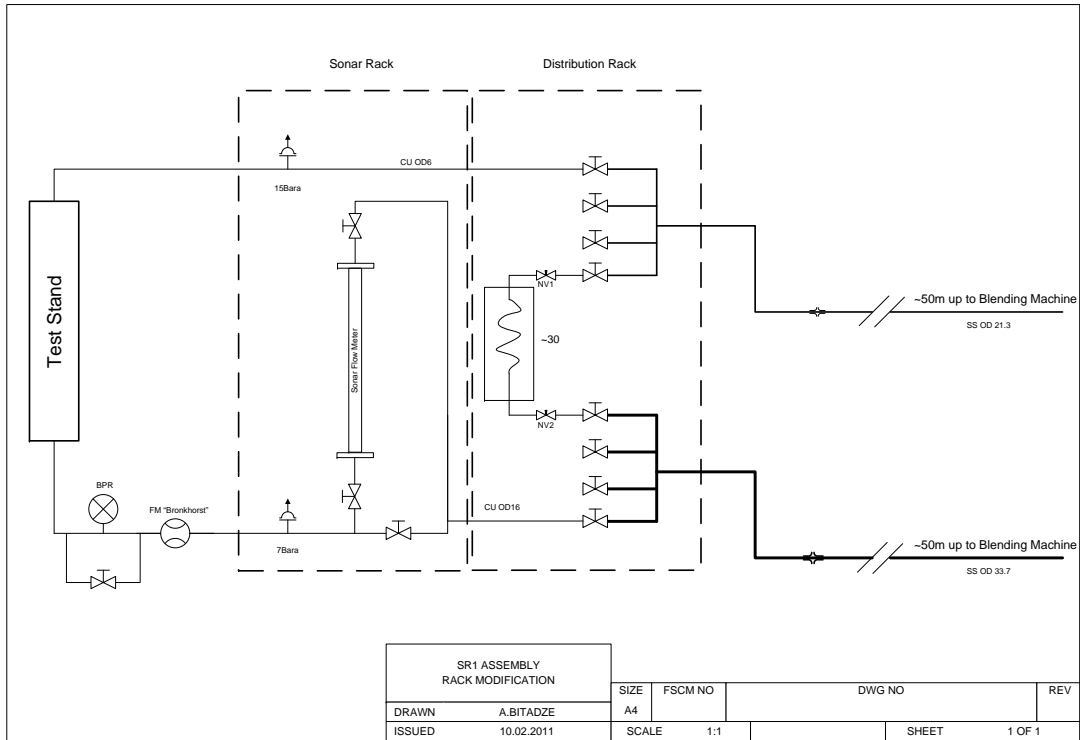 Sonar Rack
Distribution Rack
CU OD6
15Bara
Test Stand
Sonar Flow Meter
NV1
~30
NV2
~50m up to Blending Machine
SS OD 21.3
BPR
FM "Bronkhorst"
7Bara
CU OD16
~50m up to Blending Machine
SS OD 33.7
SR1 ASSEMBLY
RACK MODIFICATION
SIZE FSCM NO DWG NO REV
DRAWN A.BITADZE A4
ISSUED 10.02.2011 SCALE 1:1 SHEET 1 OF 1